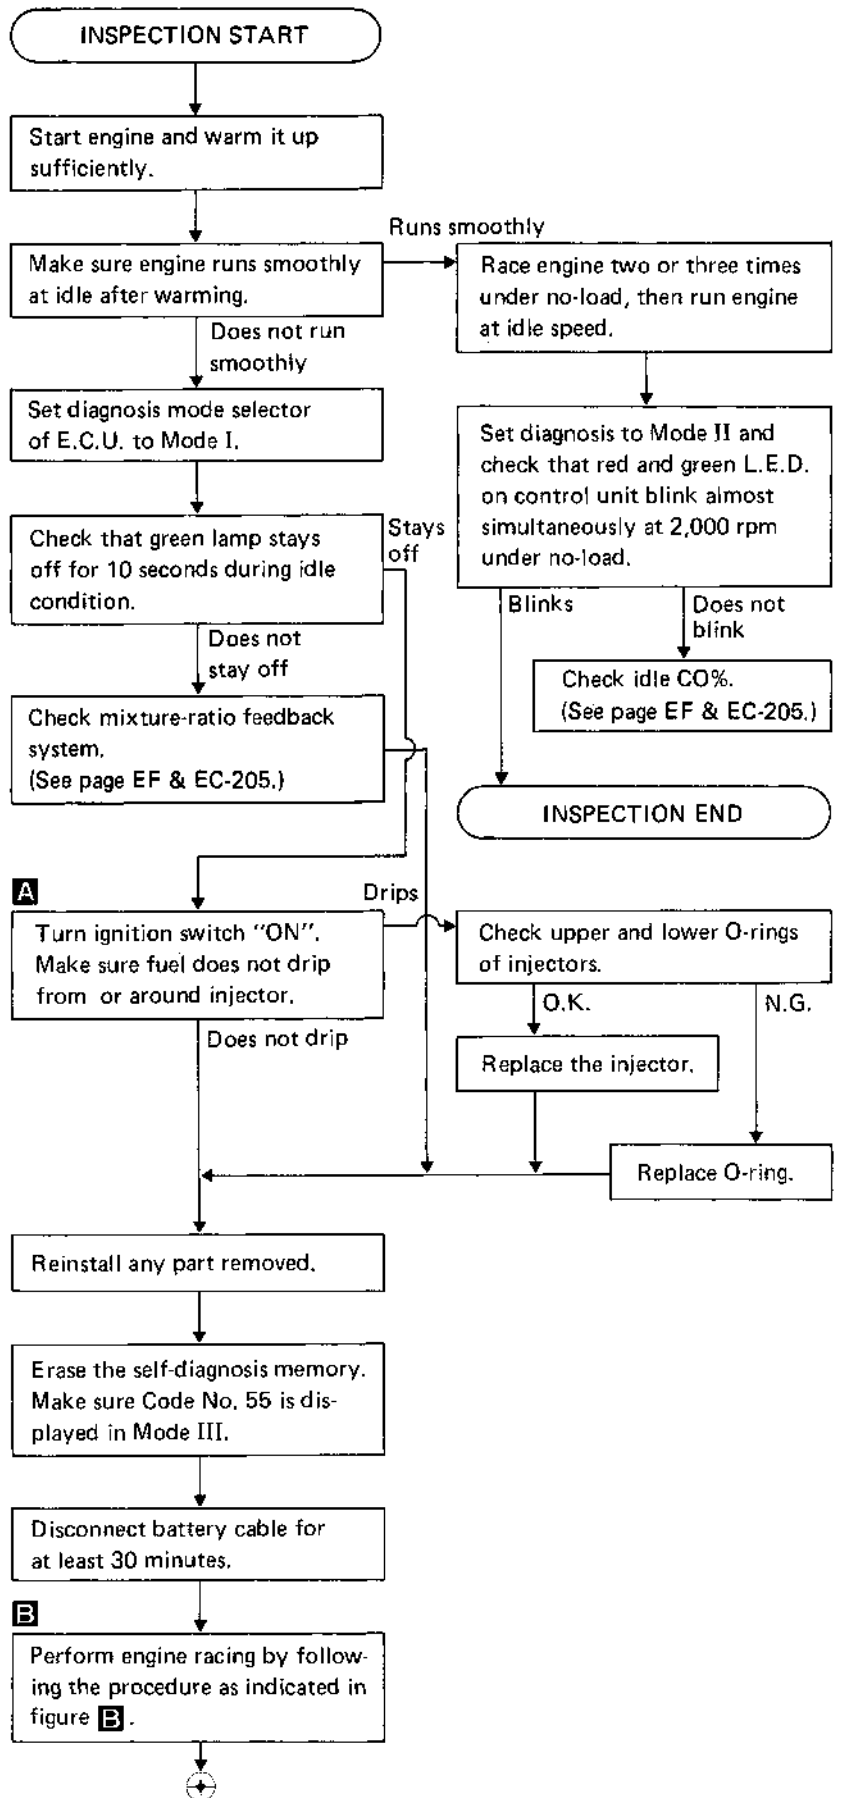 INSPECTION START
Start engine and warm it up
sufficiently.
Runs smoothly
Make sure engine runs smoothly
at idle after warming.
Race engine two or three times
under no-load, then run engine
at idle speed.
Does not run
smoothly
Set diagnosis mode selector
of E.C.U. to Mode I.
Set diagnosis to Mode II and
check that red and green L.E.D.
on control unit blink almost
simultaneously at 2,000 rpm
under no-load.
Check that green lamp stays
off for 10 seconds during idle
condition.
Stays
off
Blinks
Does not
blink
Does not
stay off
Check idle CO%.
(See page EF & EC-205.)
Check mixture-ratio feedback
system.
(See page EF & EC-205.)
INSPECTION END
A
Drips
Turn ignition switch "ON".
Make sure fuel does not drip
from or around injector.
Check upper and lower O-rings
of injectors.
O.K.
N.G.
Does not drip
Replace the injector.
Replace O-ring.
Reinstall any part removed.
Erase the self-diagnosis memory.
Make sure Code No. 55 is dis-
played in Mode III.
Disconnect battery cable for
at least 30 minutes.
B
Perform engine racing by follow-
ing the procedure as indicated in
figure B .